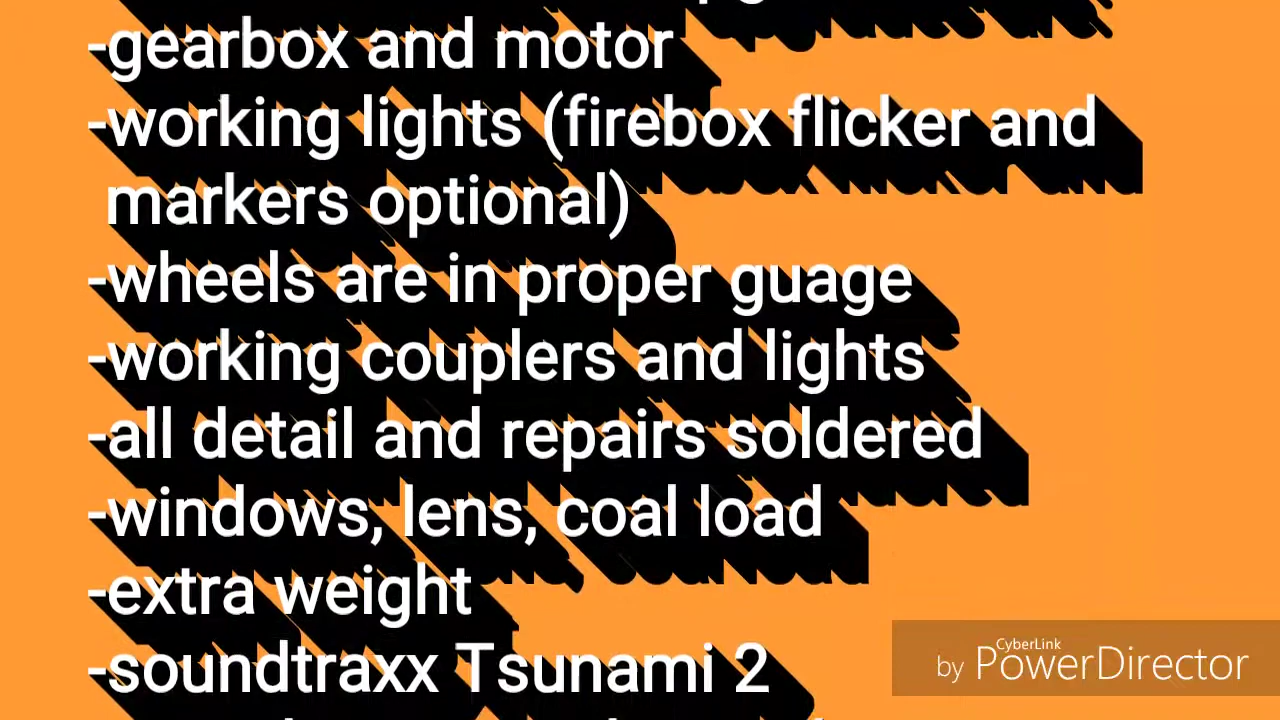 -gearbox and motor
-working lights (firebox flicker and
markers optional)
-wheels are in proper guage
-working couplers and lights
-all detail and repairs soldered
-windows, lens, coal load
-extra weight
-soundtraxx Tsunami 2
by CyberLink PowerDirector